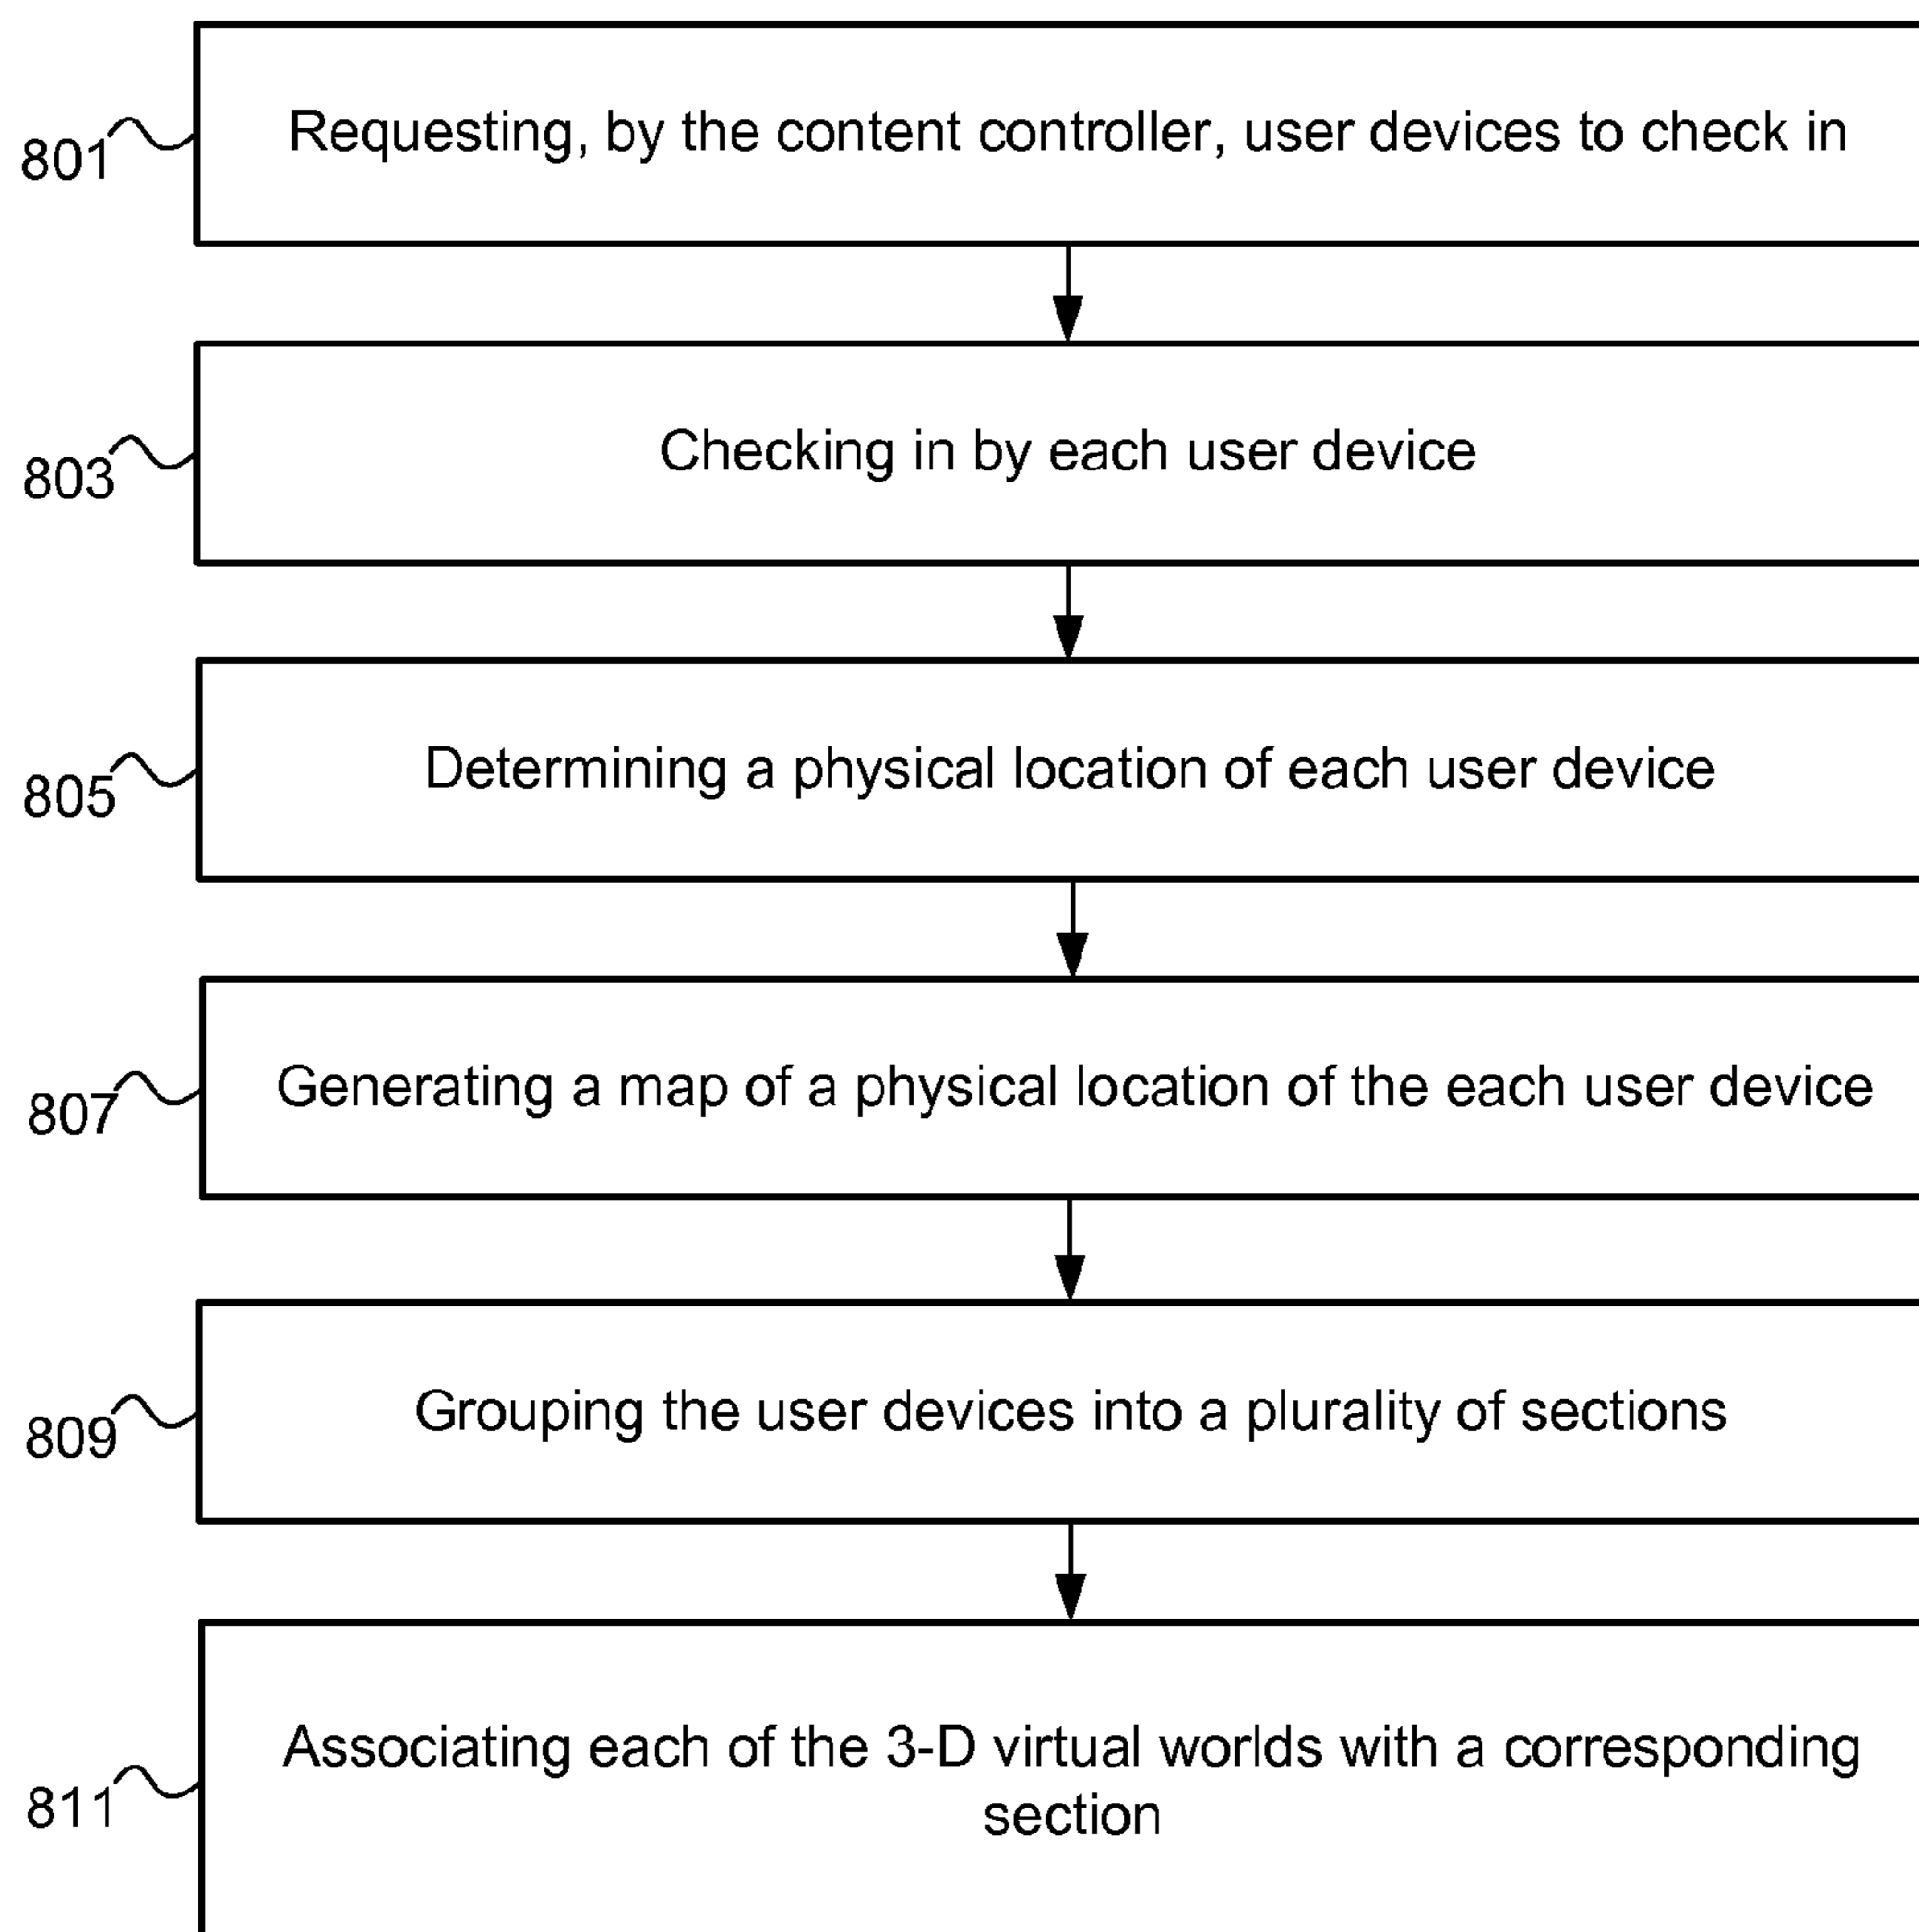 801
Requesting, by the content controller, user devices to check in
803
Checking in by each user device
805
Determining a physical location of each user device
807
Generating a map of a physical location of the each user device
809
Grouping the user devices into a plurality of sections
811
Associating each of the 3-D virtual worlds with a corresponding
section